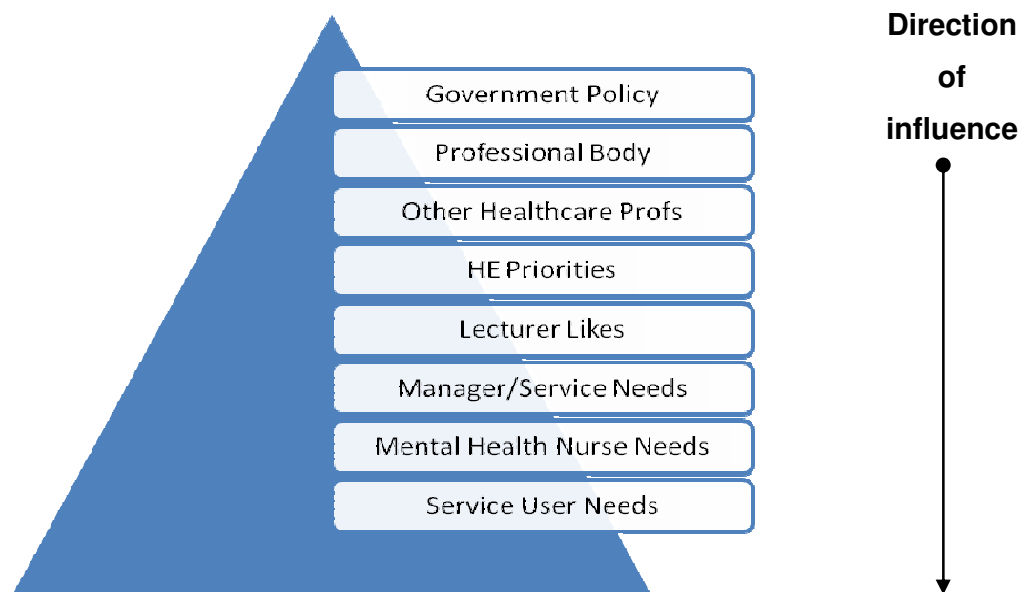 Direction
of
influence
Government Policy
Professional Body
Other Healthcare Profs
HE Priorities
Lecturer Likes
Manager/Service Needs
Mental Health Nurse Needs
Service User Needs